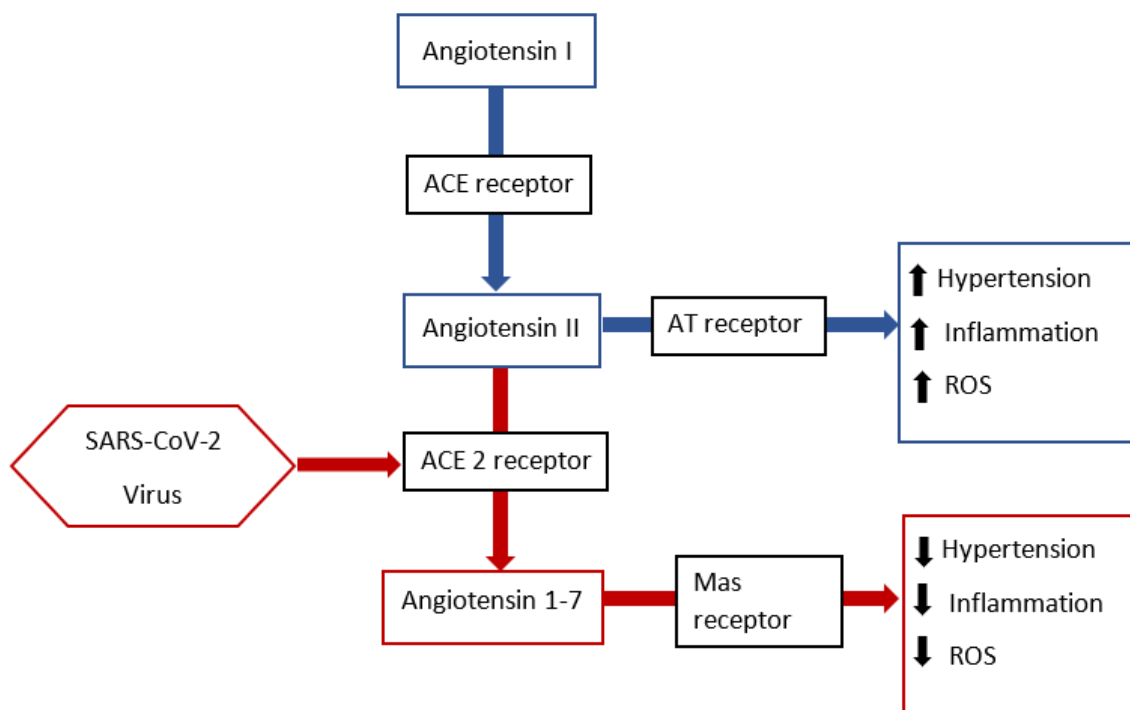 Angiotensin I
ACE receptor
Angiotensin II
AT receptor
Hypertension
Inflammation
ROS
SARS-CoV-2
Virus
ACE 2 receptor
Angiotensin 1-7
Mas
receptor
Hypertension
Inflammation
ROS